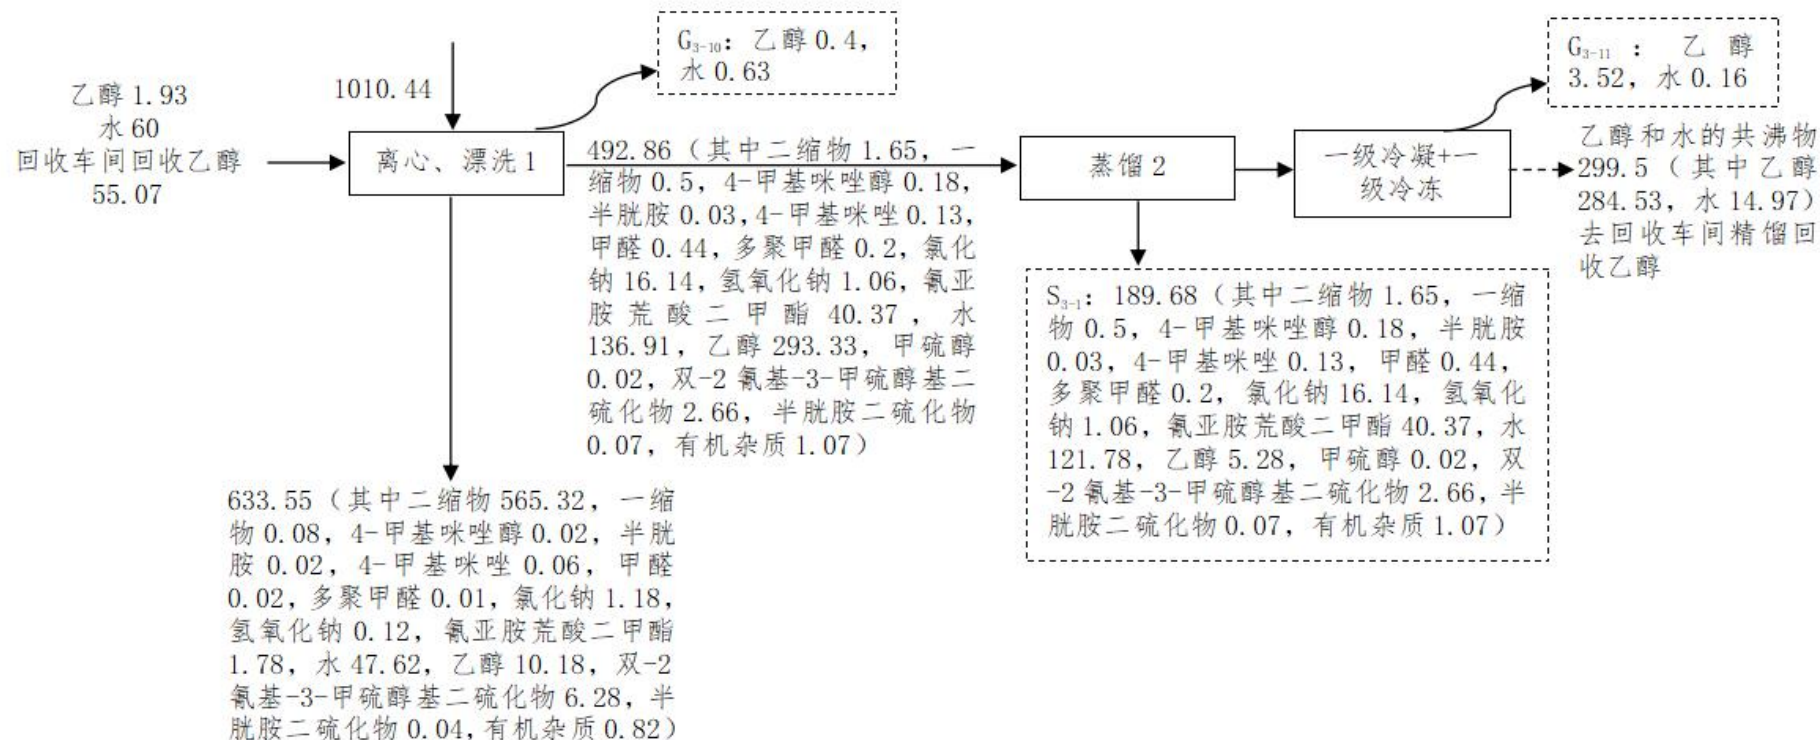 乙醇 1.93
水 60
回收车间回收乙醇
55.07
1010.44
离心、漂洗 1
G₃₋₁₀：乙醇 0.4，
水 0.63
492.86（其中二缩物 1.65，一
缩物 0.5，4-甲基咪唑醇 0.18，
半胱胺 0.03，4-甲基咪唑 0.13，
甲醛 0.44，多聚甲醛 0.2，氯化
钠 16.14，氢氧化钠 1.06，氰亚
胺荒酸二甲酯 40.37，水
136.91，乙醇 293.33，甲硫醇
0.02，双-2 氰基-3-甲硫醇基二
硫化物 2.66，半胱胺二硫化物
0.07，有机杂质 1.07）
蒸馏 2
一级冷凝+一
级冷冻
G₃₋₁₁：乙醇
3.52，水 0.16
乙醇和水的共沸物
299.5（其中乙醇
284.53，水 14.97）
去回收车间精馏回
收乙醇
S₃₋₁：189.68（其中二缩物 1.65，一缩
物 0.5，4-甲基咪唑醇 0.18，半胱胺
0.03，4-甲基咪唑 0.13，甲醛 0.44，
多聚甲醛 0.2，氯化钠 16.14，氢氧化
钠 1.06，氰亚胺荒酸二甲酯 40.37，水
121.78，乙醇 5.28，甲硫醇 0.02，双
-2 氰基-3-甲硫醇基二硫化物 2.66，半
胱胺二硫化物 0.07，有机杂质 1.07）
633.55（其中二缩物 565.32，一缩
物 0.08，4-甲基咪唑醇 0.02，半胱
胺 0.02，4-甲基咪唑 0.06，甲醛
0.02，多聚甲醛 0.01，氯化钠 1.18，
氢氧化钠 0.12，氰亚胺荒酸二甲酯
1.78，水 47.62，乙醇 10.18，双-2
氰基-3-甲硫醇基二硫化物 6.28，半
胱胺二硫化物 0.04，有机杂质 0.82）